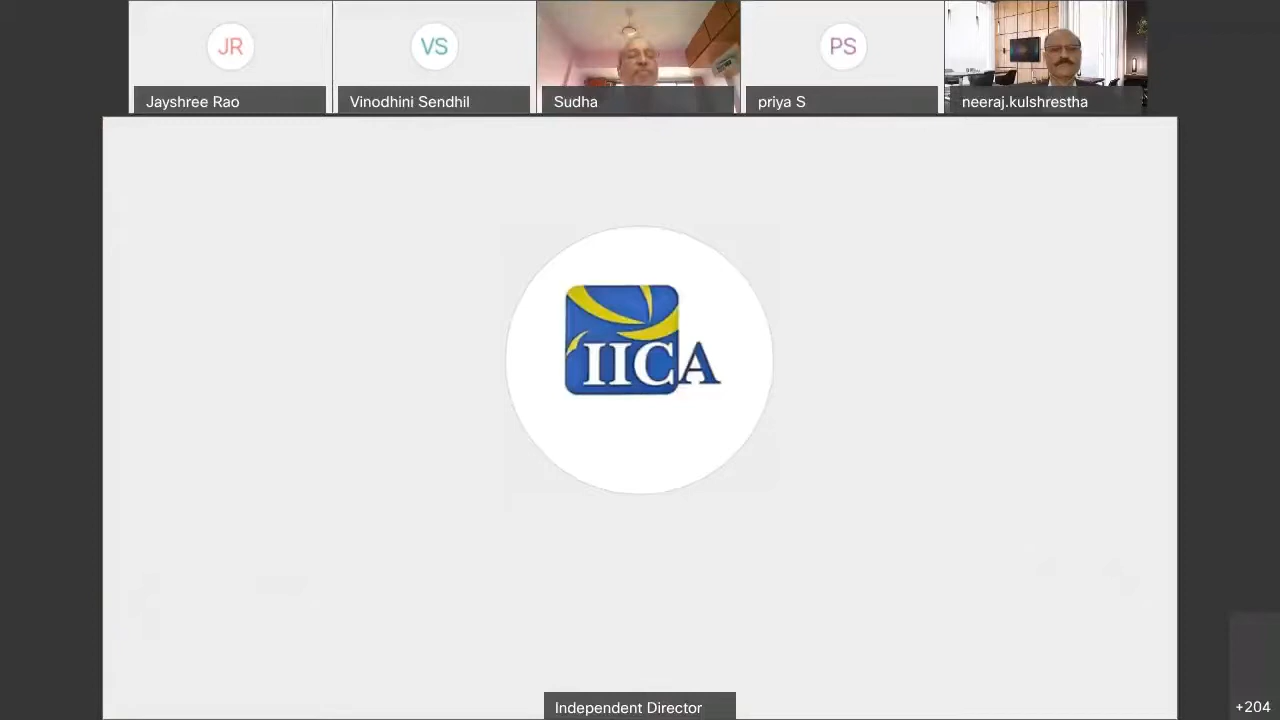 JR
VS
PS
Jayshree Rao
Vinodhini Sendhil
Sudha
priya S
neeraj.kulshrestha
IICA
Independent Director
+204